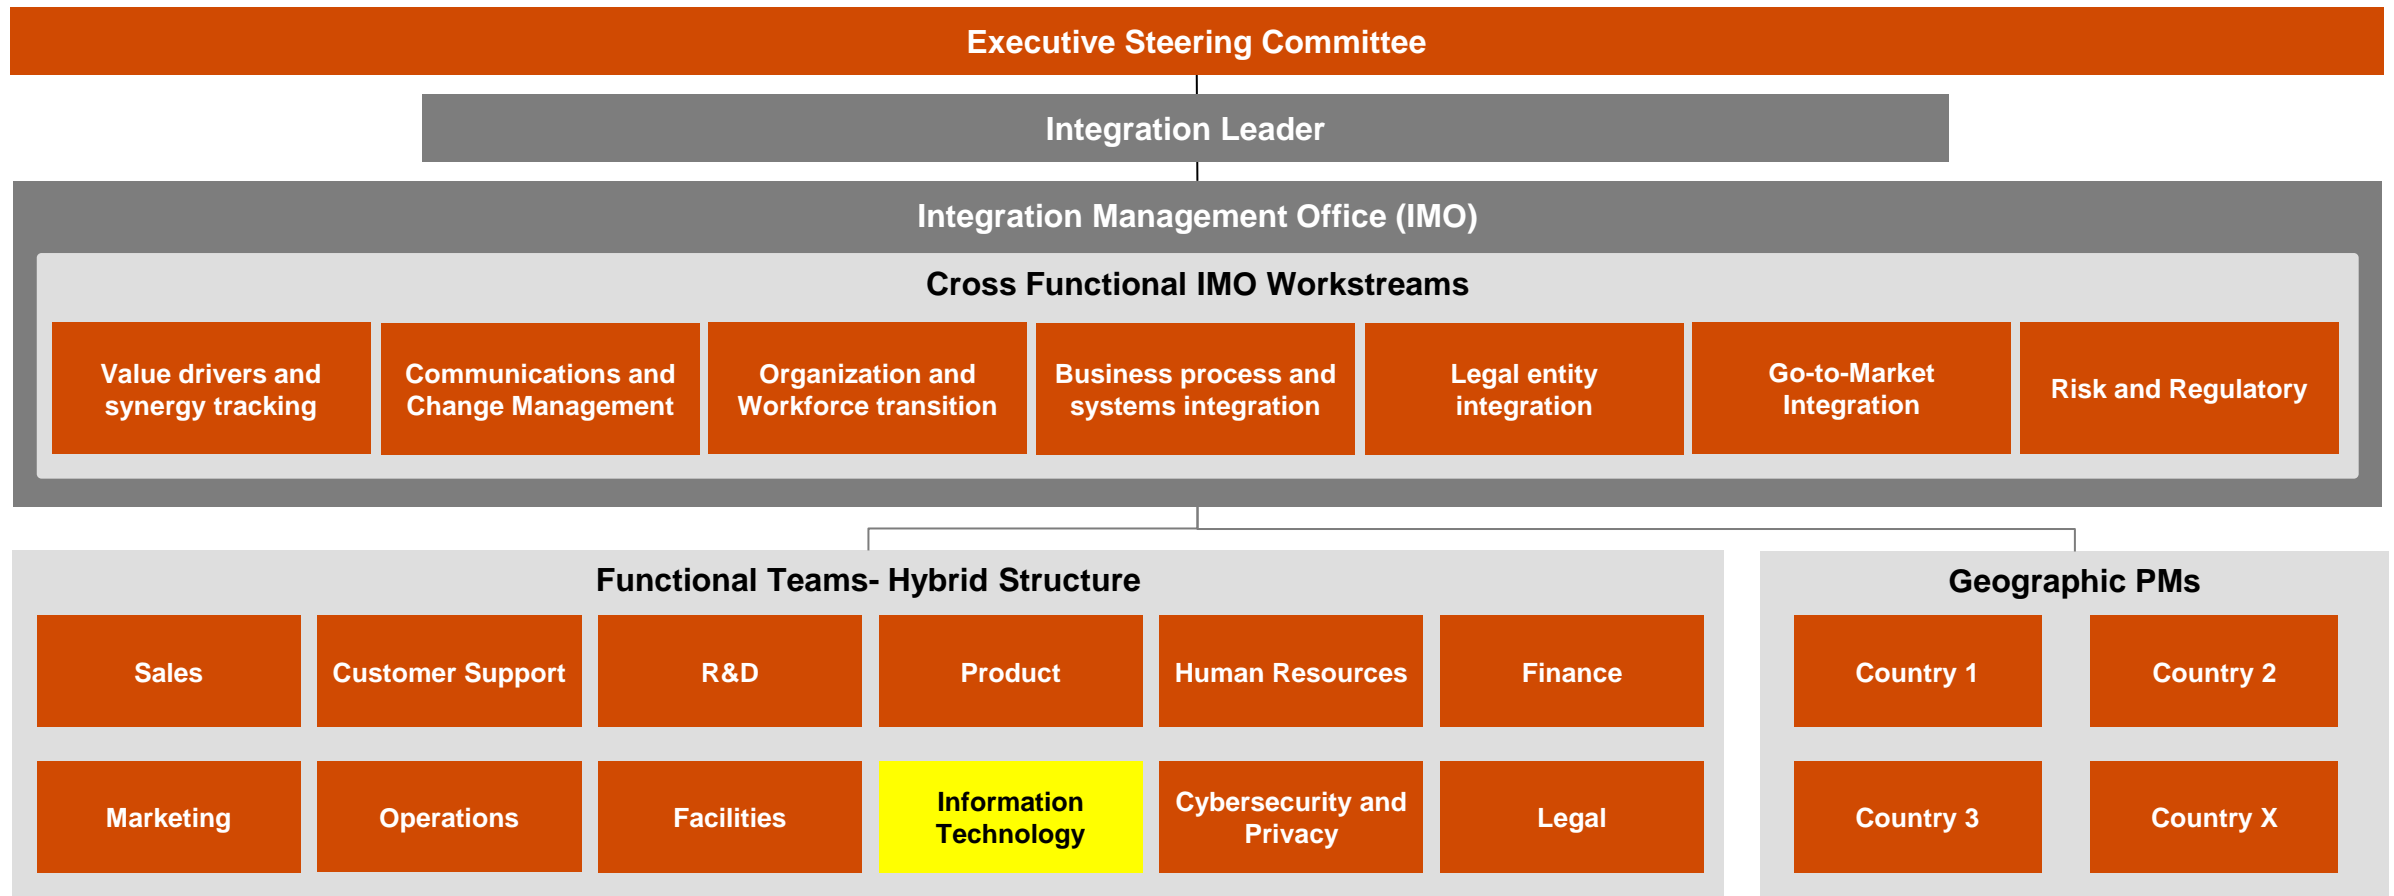 Executive Steering Committee
Integration Leader
Integration Management Office (IMO)
Cross Functional IMO Workstreams
Value drivers and
synergy tracking
Communications and
Change Management
Organization and
Workforce transition
Business process and
systems integration
Legal entity
integration
Go-to-Market
Integration
Risk and Regulatory
Functional Teams- Hybrid Structure
Sales
Customer Support
R&D
Product
Human Resources
Finance
Marketing
Operations
Facilities
Information
Technology
Cybersecurity and
Privacy
Legal
Geographic PMs
Country 1
Country 2
Country 3
Country X